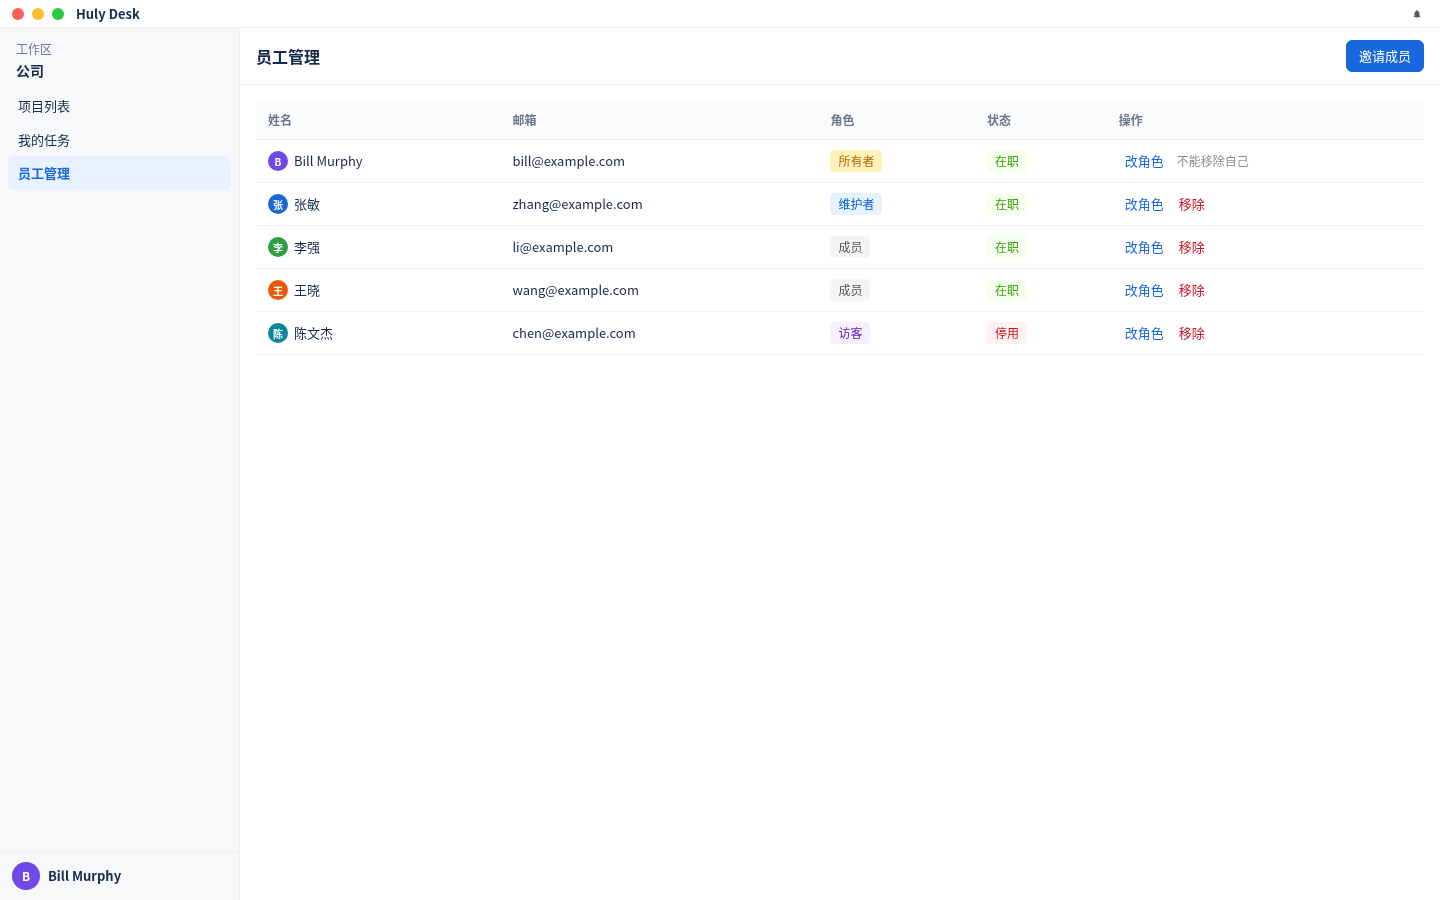 Huly Desk
工作区
公司
项目列表
我的任务
员工管理
B Bill Murphy
员工管理
邀请成员
姓名 邮箱 角色 状态 操作
B Bill Murphy bill@example.com 所有者 在职 改角色 不能移除自己
张 张敏 zhang@example.com 维护者 在职 改角色 移除
李 李强 li@example.com 成员 在职 改角色 移除
王 王晓 wang@example.com 成员 在职 改角色 移除
陈 陈文杰 chen@example.com 访客 停用 改角色 移除